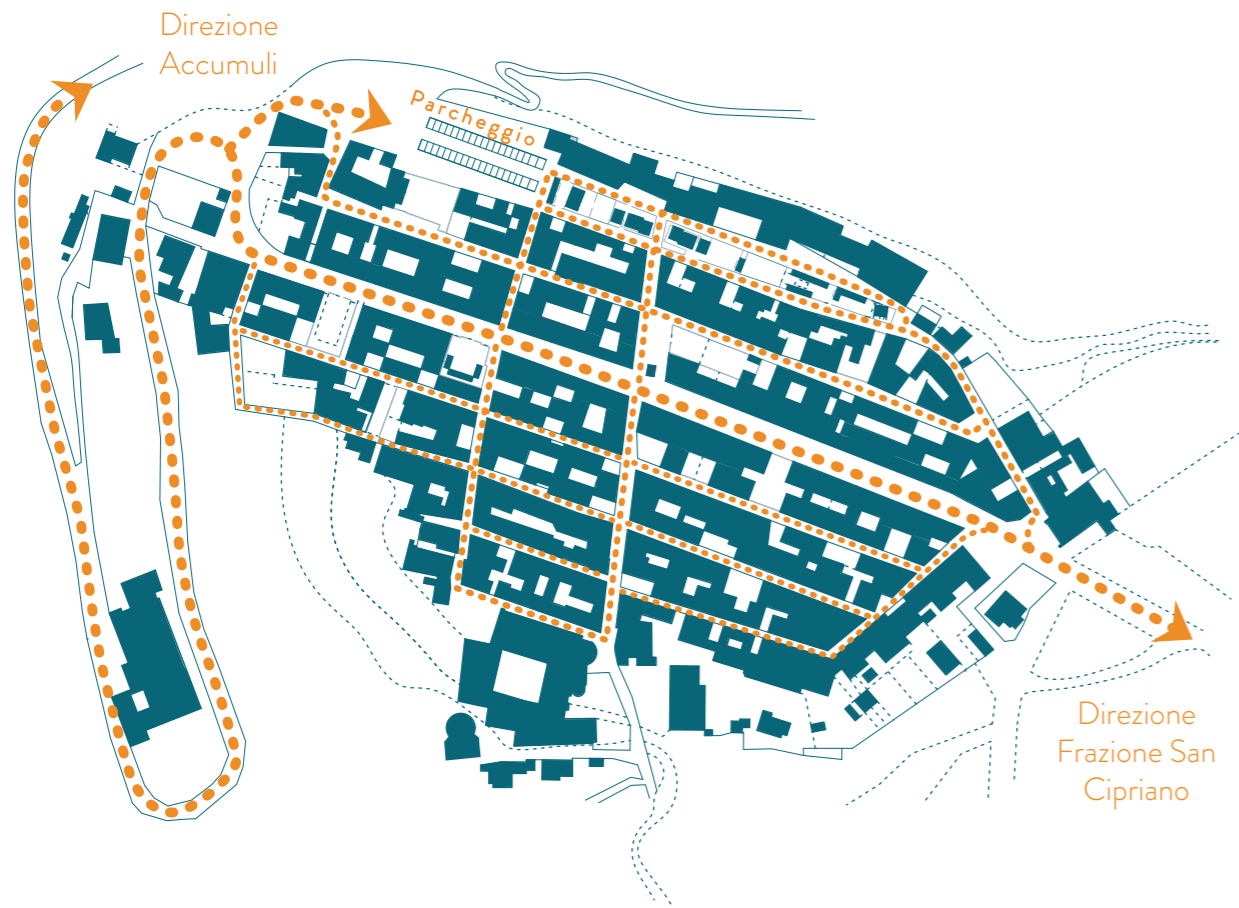 Direzione
Accumuli
Parcheggio
Direzione
Frazione San
Cipriano